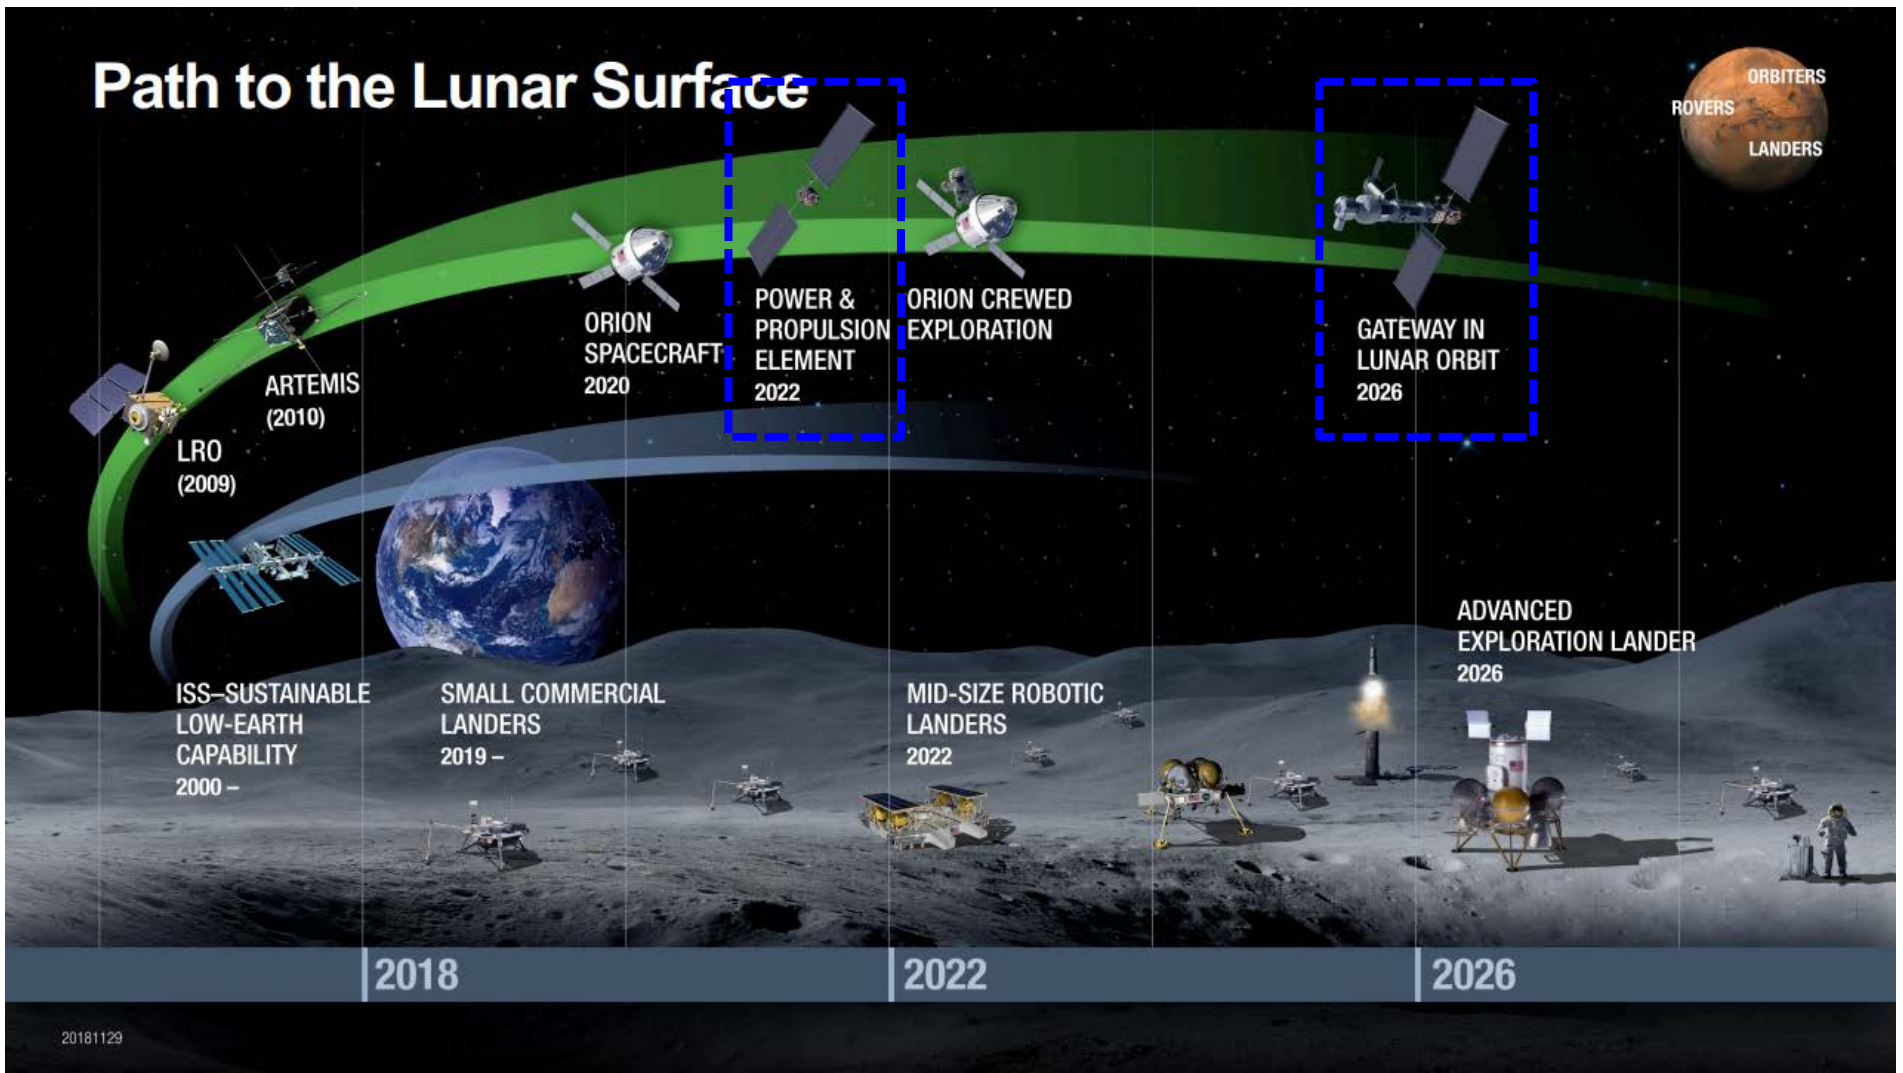 Path to the Lunar Surface
ORBITERS
ROVERS
LANDERS
ORION
SPACECRAFT
2020
POWER &
PROPULSION
ELEMENT
2022
ORION CREWED
EXPLORATION
GATEWAY IN
LUNAR ORBIT
2026
ARTEMIS
(2010)
LRO
(2009)
ADVANCED
EXPLORATION LANDER
2026
ISS–SUSTAINABLE
LOW-EARTH
CAPABILITY
2000 –
SMALL COMMERCIAL
LANDERS
2019 –
MID-SIZE ROBOTIC
LANDERS
2022
2018
2022
2026
20181129